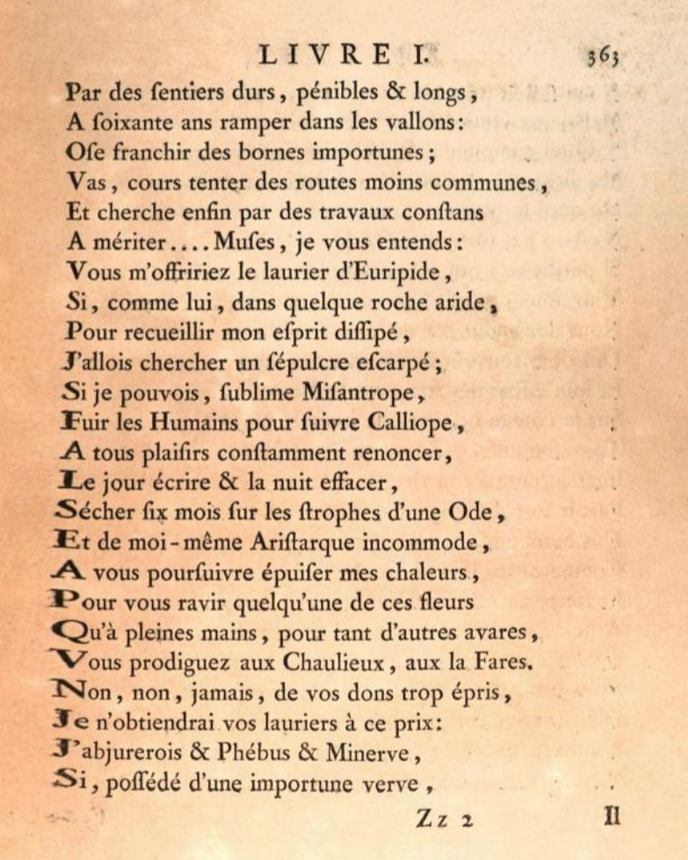 LIVRE I. 363
Par des ſentiers durs, pénibles & longs,
A ſoixante ans ramper dans les vallons:
Oſe franchir des bornes importunes;
Vas, cours tenter des routes moins communes,
Et cherche enfin par des travaux conſtans
A mériter.... Muſes, je vous entends:
Vous m'offririez le laurier d'Euripide,
Si, comme lui, dans quelque roche aride,
Pour recueillir mon eſprit diſſipé,
J'allois chercher un ſépulcre eſcarpé;
Si je pouvois, ſublime Miſantrope,
Fuir les Humains pour ſuivre Calliope,
A tous plaiſirs conſtamment renoncer,
Le jour écrire & la nuit effacer,
Sécher ſix mois ſur les ſtrophes d'une Ode,
Et de moi-même Ariſtarque incommode,
A vous pourſuivre épuiſer mes chaleurs,
Pour vous ravir quelqu'une de ces fleurs
Qu'à pleines mains, pour tant d'autres avares,
Vous prodiguez aux Chaulieux, aux la Fares.
Non, non, jamais, de vos dons trop épris,
Je n'obtiendrai vos lauriers à ce prix:
J'abjurerois & Phébus & Minerve,
Si, poſſédé d'une importune verve,
Zz 2 Il